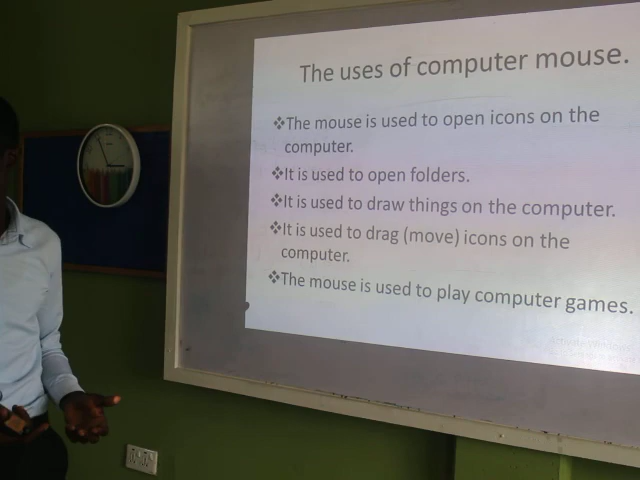 The uses of computer mouse.
❖The mouse is used to open icons on the
computer.
❖It is used to open folders.
❖It is used to draw things on the computer.
❖It is used to drag (move) icons on the
computer.
❖The mouse is used to play computer games.